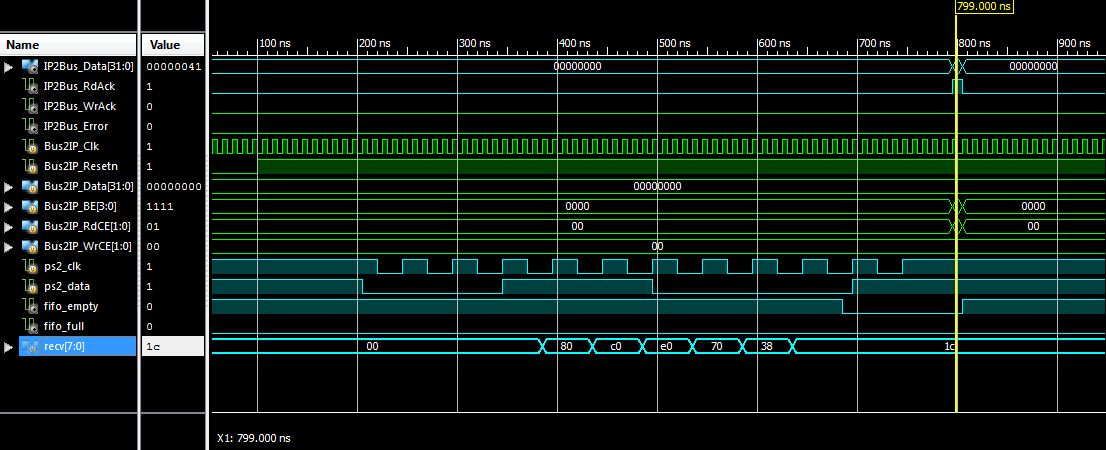 799.000 ns
Name Value 100 ns 200 ns 300 ns 400 ns 500 ns 600 ns 700 ns 800 ns 900 ns
IP2Bus_Data[31:0] 00000041 00000000 00000000
IP2Bus_RdAck 1
IP2Bus_WrAck 0
IP2Bus_Error 0
Bus2IP_Clk 1
Bus2IP_Resetn 1
Bus2IP_Data[31:0] 00000000 00000000
Bus2IP_BE[3:0] 1111 0000 0000
Bus2IP_RdCE[1:0] 01 00 00
Bus2IP_WrCE[1:0] 00 00
ps2_clk 1
ps2_data 1
fifo_empty 0
fifo_full 0
recv[7:0] 1c 00 80 c0 e0 70 38 1c
X1: 799.000 ns